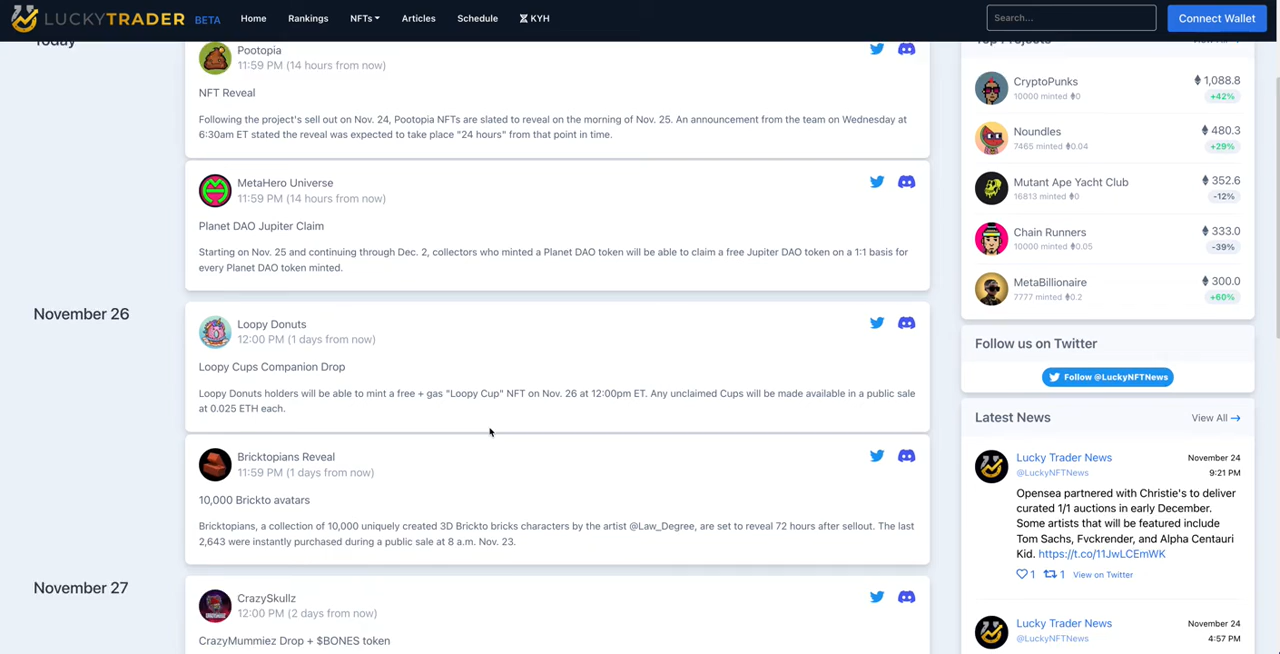 LUCKYTRADER BETA
Home
Rankings
NFTs
Articles
Schedule
KYH
Search...
Connect Wallet
Today
Pootopia
11:59 PM (14 hours from now)
NFT Reveal
Following the project's sell out on Nov. 24, Pootopia NFTs are slated to reveal on the morning of Nov. 25. An announcement from the team on Wednesday at
6:30am ET stated the reveal was expected to take place "24 hours" from that point in time.
MetaHero Universe
11:59 PM (14 hours from now)
Planet DAO Jupiter Claim
Starting on Nov. 25 and continuing through Dec. 2, collectors who minted a Planet DAO token will be able to claim a free Jupiter DAO token on a 1:1 basis for
every Planet DAO token minted.
November 26
Loopy Donuts
12:00 PM (1 days from now)
Loopy Cups Companion Drop
Loopy Donuts holders will be able to mint a free + gas "Loopy Cup" NFT on Nov. 26 at 12:00pm ET. Any unclaimed Cups will be made available in a public sale
at 0.025 ETH each.
Bricktopians Reveal
11:59 PM (1 days from now)
10,000 Brickto avatars
Bricktopians, a collection of 10,000 uniquely created 3D Brickto bricks characters by the artist @Law_Degree, are set to reveal 72 hours after sellout. The last
2,643 were instantly purchased during a public sale at 8 a.m. Nov. 23.
November 27
CrazySkullz
12:00 PM (2 days from now)
CrazyMummiez Drop + $BONES token
Top Projects
View All
CryptoPunks
10000 minted 0
1,088.8
+42%
Noundles
7465 minted 0.04
480.3
+29%
Mutant Ape Yacht Club
16813 minted 0
352.6
-12%
Chain Runners
10000 minted 0.05
333.0
-39%
MetaBillionaire
7777 minted 0.2
300.0
+60%
Follow us on Twitter
Follow @LuckyNFTNews
Latest News
View All →
Lucky Trader News
@LuckyNFTNews
November 24
9:21 PM
Opensea partnered with Christie's to deliver
curated 1/1 auctions in early December.
Some artists that will be featured include
Tom Sachs, Fvckrender, and Alpha Centauri
Kid. https://t.co/11JwLCEmWK
1 1 View on Twitter
Lucky Trader News
@LuckyNFTNews
November 24
4:57 PM